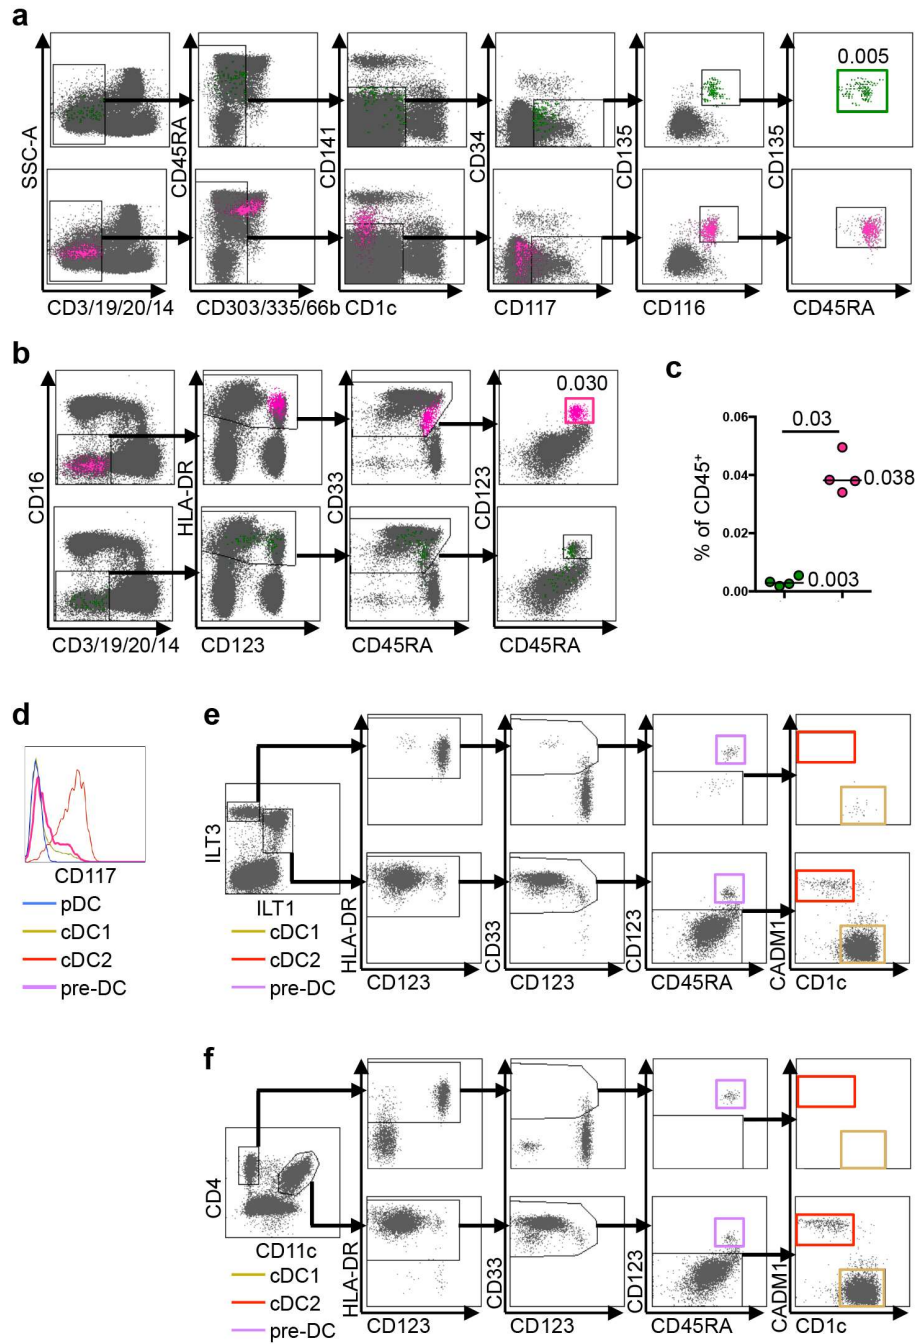 a
0.005
SSC-A
CD45RA
CD141
CD34
CD135
CD135
CD3/19/20/14
CD303/335/66b
CD1c
CD117
CD116
CD45RA
b
0.030
CD16
HLA-DR
CD33
CD123
CD3/19/20/14
CD123
CD45RA
CD45RA
c
% of CD45+
0.06
0.04
0.02
0.00
0.03
0.038
0.003
d
CD117
pDC
cDC1
cDC2
pre-DC
e
ILT3
ILT1
cDC1
cDC2
pre-DC
HLA-DR
CD33
CD123
CADM1
CD123
CD123
CD45RA
CD1c
f
CD4
CD11c
cDC1
cDC2
pre-DC
HLA-DR
CD33
CD123
CADM1
CD123
CD123
CD45RA
CD1c